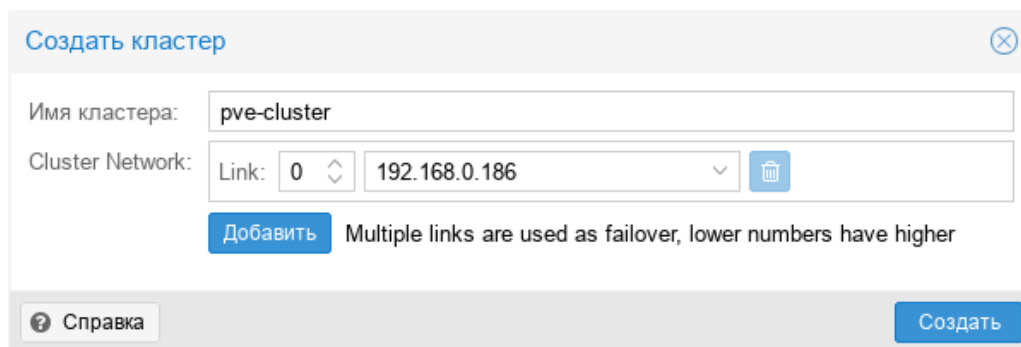 Создать кластер
Имя кластера: pve-cluster
Cluster Network: Link: 0 192.168.0.186
Добавить Multiple links are used as failover, lower numbers have higher
Справка Создать